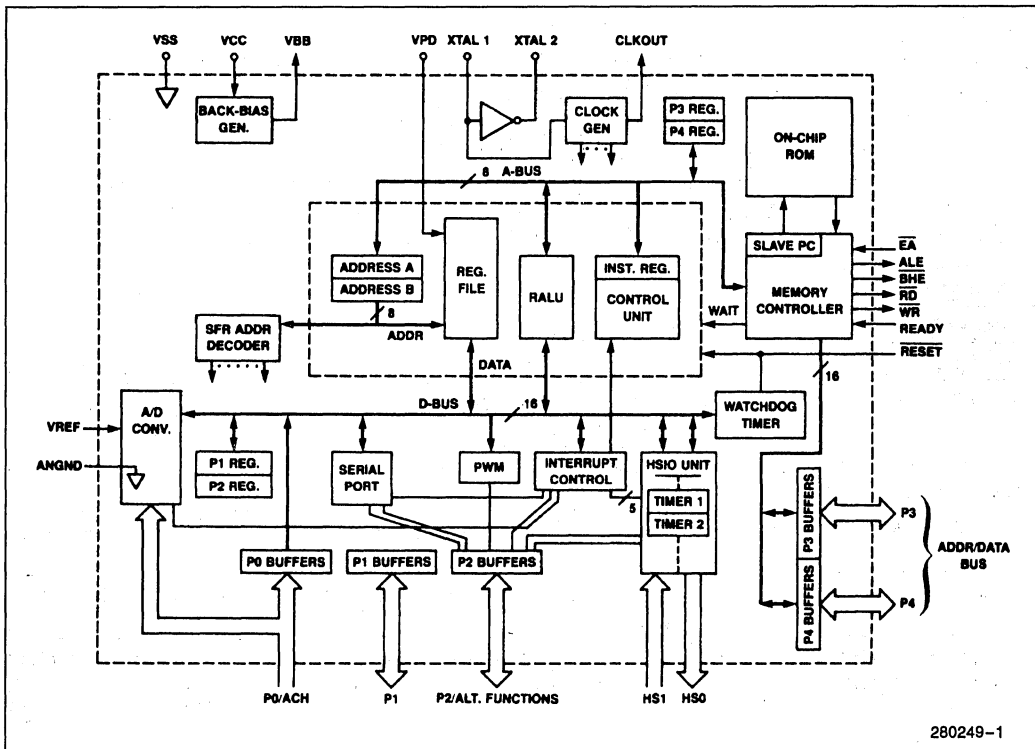 VSS
VCC
VBB
VPD
XTAL 1
XTAL 2
CLKOUT
BACK-BIAS
GEN.
CLOCK
GEN
P3 REG.
P4 REG.
ON-CHIP
ROM
8
A-BUS
SLAVE PC
MEMORY
CONTROLLER
EA
ALE
BHE
RD
WR
READY
RESET
ADDRESS A
ADDRESS B
REG.
FILE
RALU
INST. REG.
CONTROL
UNIT
WAIT
8
ADDR
SFR ADDR
DECODER
DATA
16
D-BUS
16
WATCHDOG
TIMER
A/D
CONV.
VREF
ANGND
P1 REG.
P2 REG.
SERIAL
PORT
PWM
INTERRUPT
CONTROL
HSIO UNIT
5
TIMER 1
TIMER 2
P0 BUFFERS
P1 BUFFERS
P2 BUFFERS
P3 BUFFERS
P4 BUFFERS
P3
ADDR/DATA
BUS
P4
P0/ACH
P1
P2/ALT. FUNCTIONS
HS1
HS0
280249-1